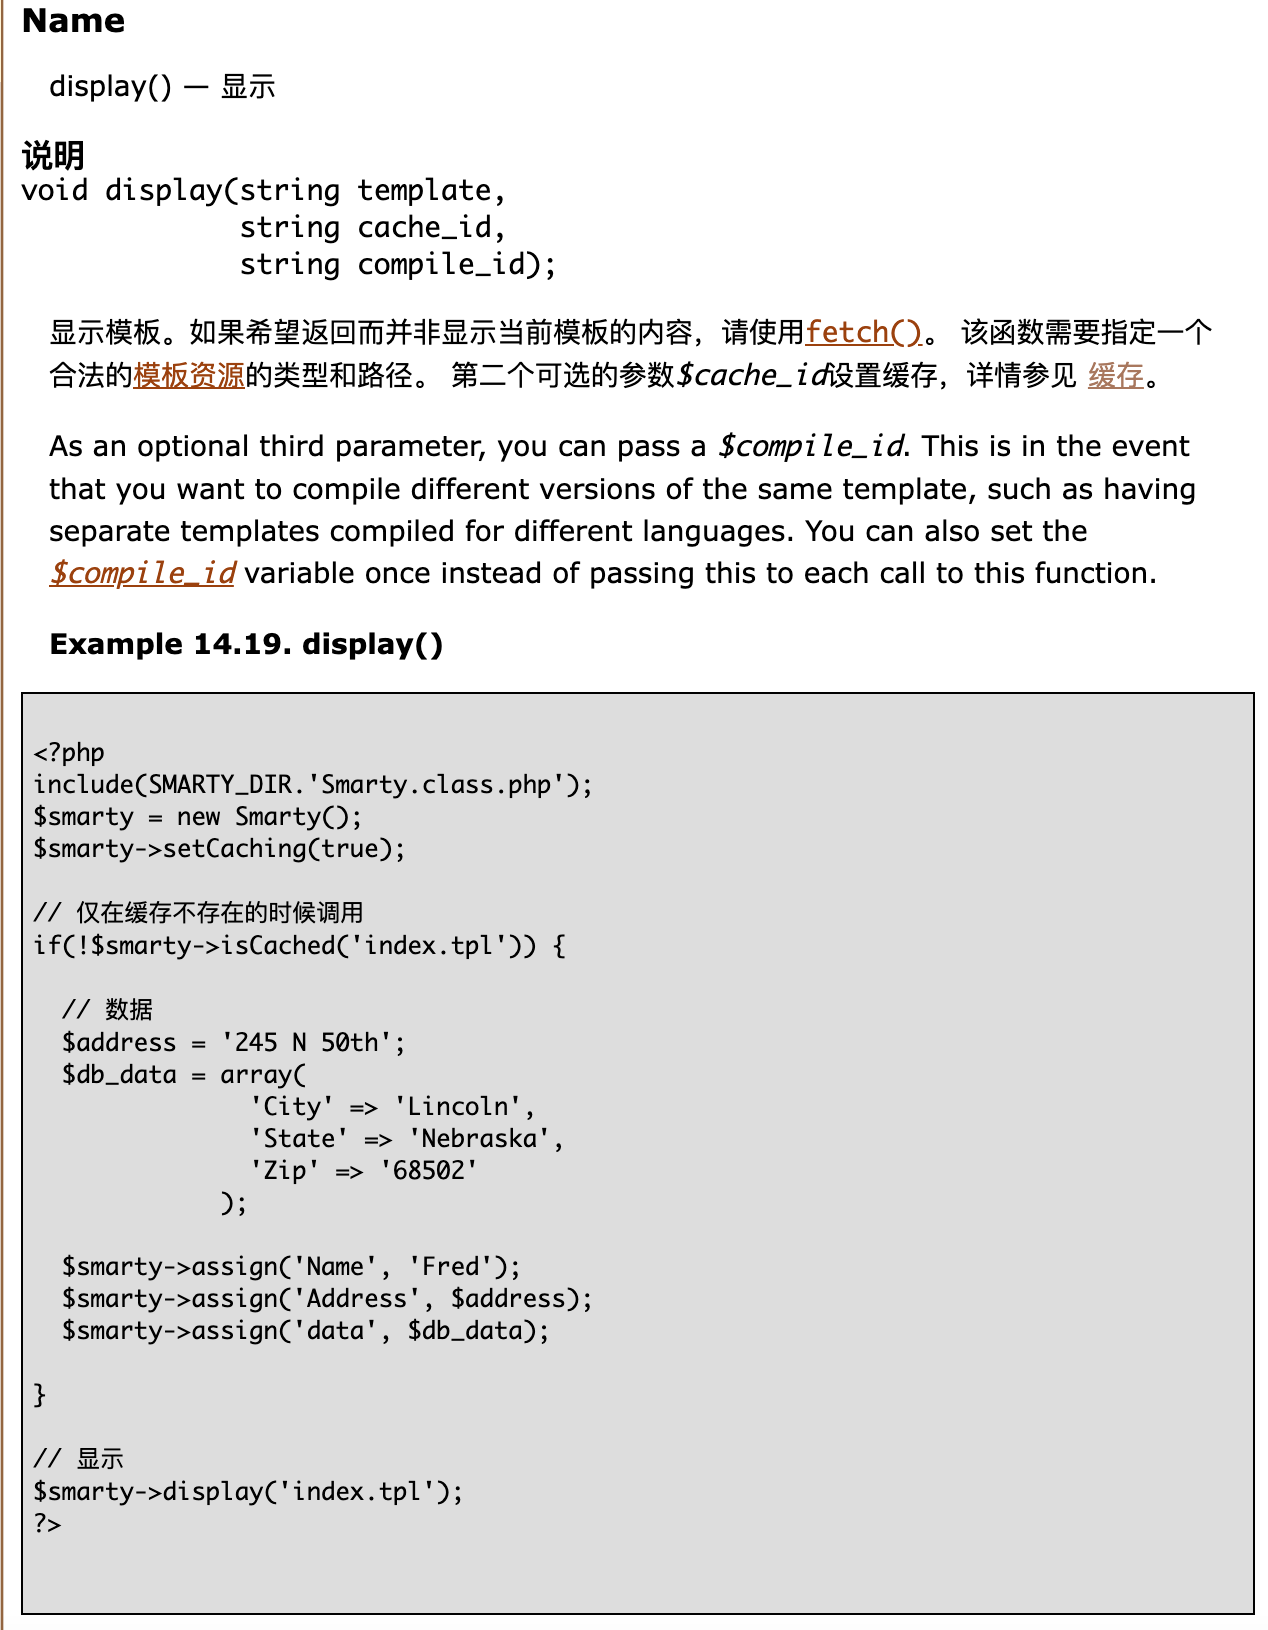 Name
display() — 显示
说明
void display(string template,
             string cache_id,
             string compile_id);
显示模板。如果希望返回而并非显示当前模板的内容，请使用fetch()。 该函数需要指定一个
合法的模板资源的类型和路径。 第二个可选的参数$cache_id设置缓存，详情参见 缓存。
As an optional third parameter, you can pass a $compile_id. This is in the event
that you want to compile different versions of the same template, such as having
separate templates compiled for different languages. You can also set the
$compile_id variable once instead of passing this to each call to this function.
Example 14.19. display()
<?php
include(SMARTY_DIR.'Smarty.class.php');
$smarty = new Smarty();
$smarty->setCaching(true);
// 仅在缓存不存在的时候调用
if(!$smarty->isCached('index.tpl')) {
  // 数据
  $address = '245 N 50th';
  $db_data = array(
               'City' => 'Lincoln',
               'State' => 'Nebraska',
               'Zip' => '68502'
             );
  $smarty->assign('Name', 'Fred');
  $smarty->assign('Address', $address);
  $smarty->assign('data', $db_data);
}
// 显示
$smarty->display('index.tpl');
?>